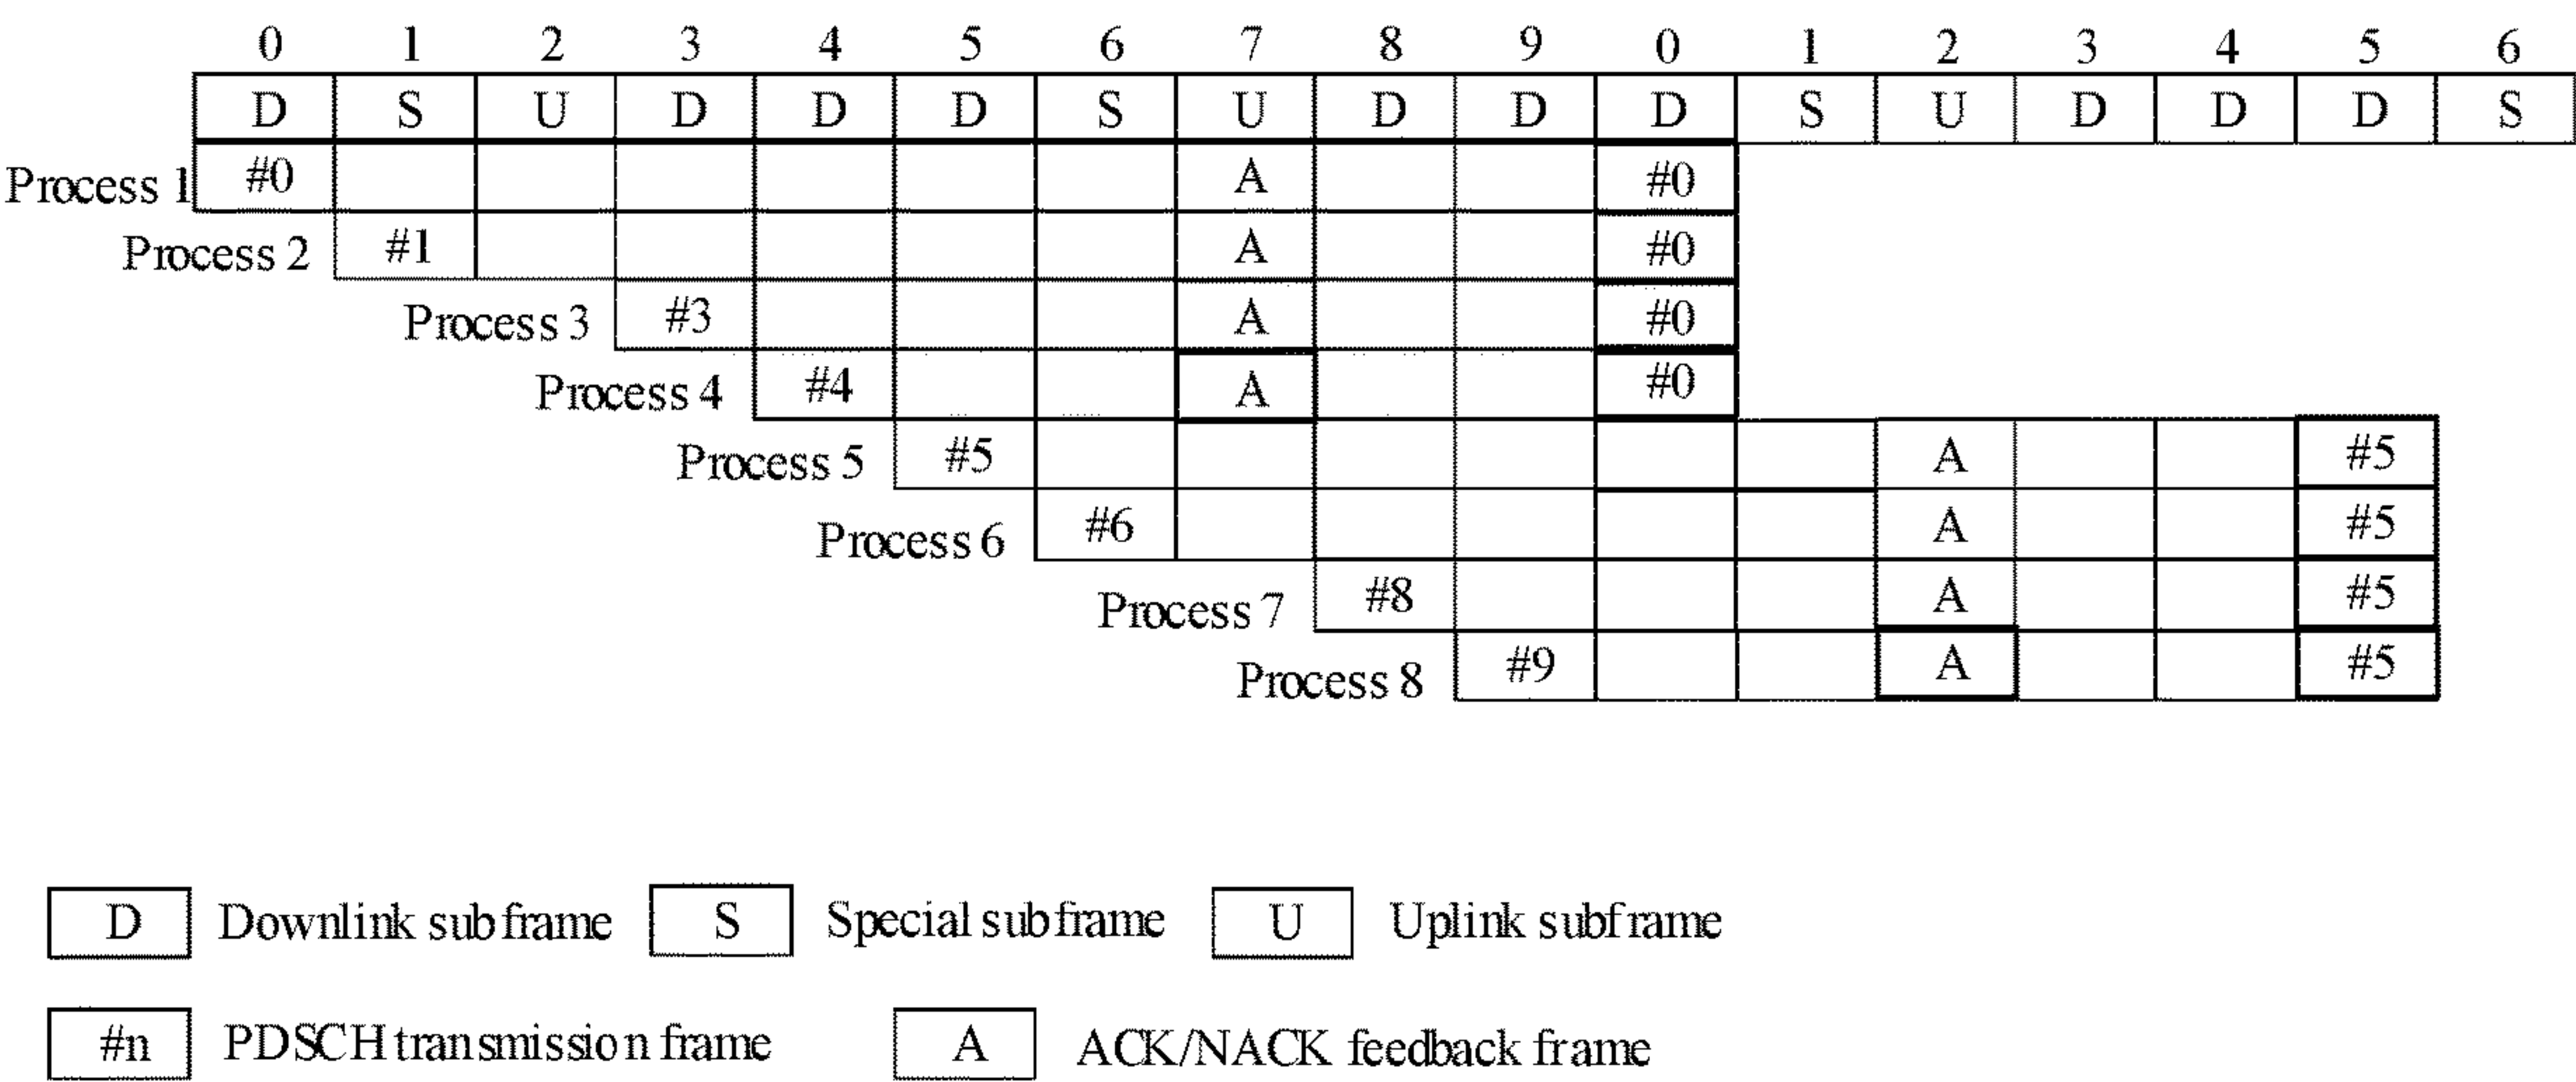 0 1 2 3 4 5 6 7 8 9 0 1 2 3 4 5 6
D S U D D D S U D D D S U D D D S
Process 1 #0 A #0
Process 2 #1 A #0
Process 3 #3 A #0
Process 4 #4 A #0
Process 5 #5 A #5
Process 6 #6 A #5
Process 7 #8 A #5
Process 8 #9 A #5
D Downlink subframe S Special subframe U Uplink subframe
#n PDSCH transmission frame A ACK/NACK feedback frame